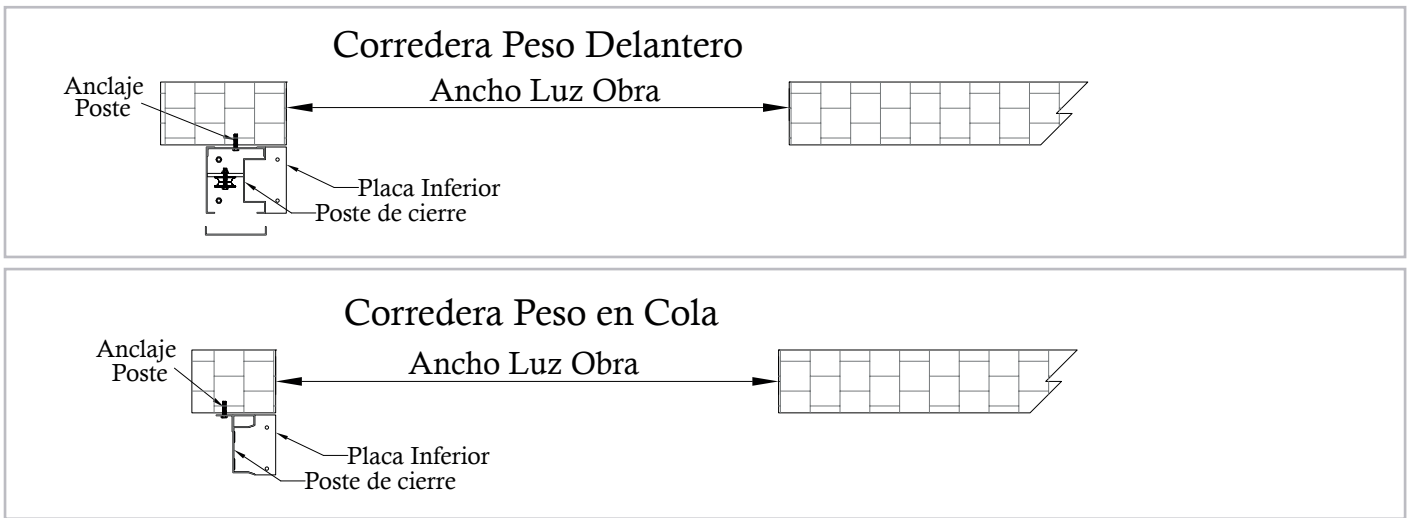 Corredera Peso Delantero
Anclaje
Poste
Ancho Luz Obra
Placa Inferior
Poste de cierre
Corredera Peso en Cola
Anclaje
Poste
Ancho Luz Obra
Placa Inferior
Poste de cierre